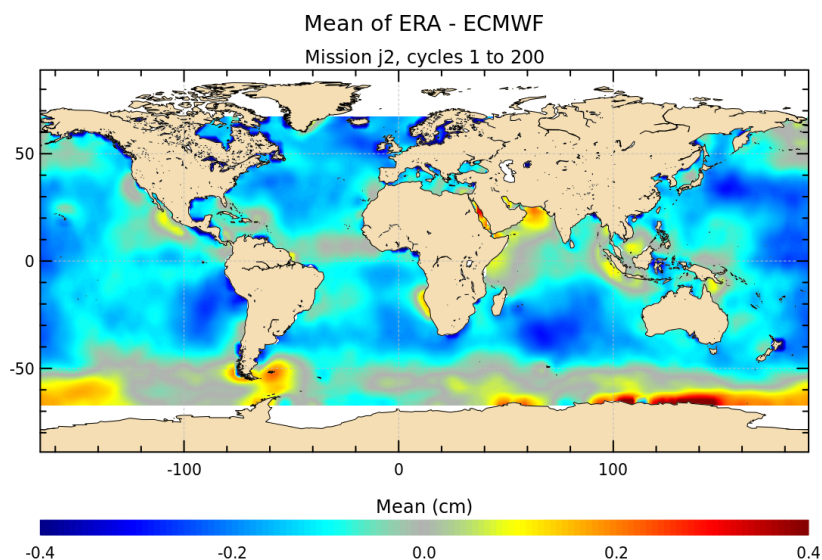 Mean of ERA - ECMWF
Mission j2, cycles 1 to 200
50
0
-50
-100 0 100
Mean (cm)
-0.4 -0.2 0.0 0.2 0.4